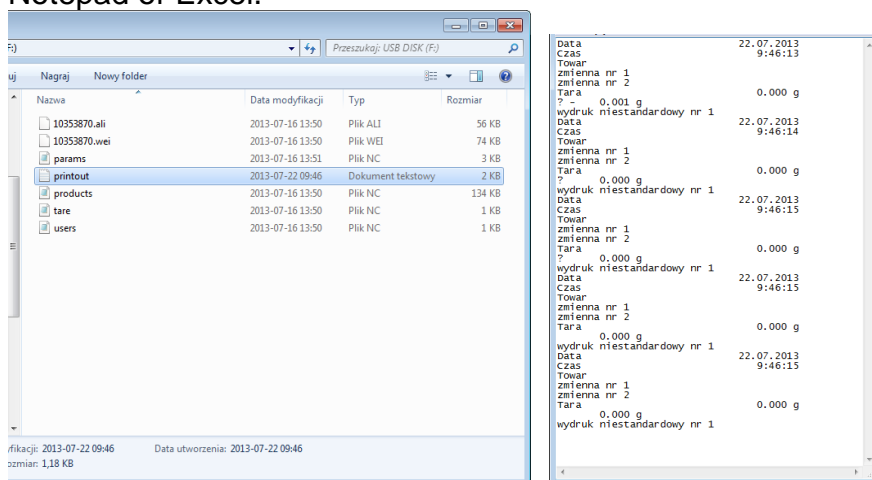 Notepad or Excel.
F:)
Przeszukaj: USB DISK (F:)
uj Nagraj Nowy folder
Nazwa Data modyfikacji Typ Rozmiar
10353870.ali 2013-07-16 13:50 Plik ALI 56 KB
10353870.wei 2013-07-16 13:50 Plik WEI 74 KB
params 2013-07-16 13:51 Plik NC 3 KB
printout 2013-07-22 09:46 Dokument tekstowy 2 KB
products 2013-07-16 13:50 Plik NC 134 KB
tare 2013-07-16 13:50 Plik NC 1 KB
users 2013-07-16 13:50 Plik NC 1 KB
yfikacji: 2013-07-22 09:46 Data utworzenia: 2013-07-22 09:46
ozmiar: 1,18 KB
Data 22.07.2013
Czas 9:46:13
Towar
zmienna nr 1
zmienna nr 2
Tara 0.000 g
? - 0.001 g
wydruk niestandardowy nr 1
Data 22.07.2013
Czas 9:46:14
Towar
zmienna nr 1
zmienna nr 2
Tara 0.000 g
? 0.000 g
wydruk niestandardowy nr 1
Data 22.07.2013
Czas 9:46:15
Towar
zmienna nr 1
zmienna nr 2
Tara 0.000 g
? 0.000 g
wydruk niestandardowy nr 1
Data 22.07.2013
Czas 9:46:15
Towar
zmienna nr 1
zmienna nr 2
Tara 0.000 g
0.000 g
wydruk niestandardowy nr 1
Data 22.07.2013
Czas 9:46:15
Towar
zmienna nr 1
zmienna nr 2
Tara 0.000 g
0.000 g
wydruk niestandardowy nr 1